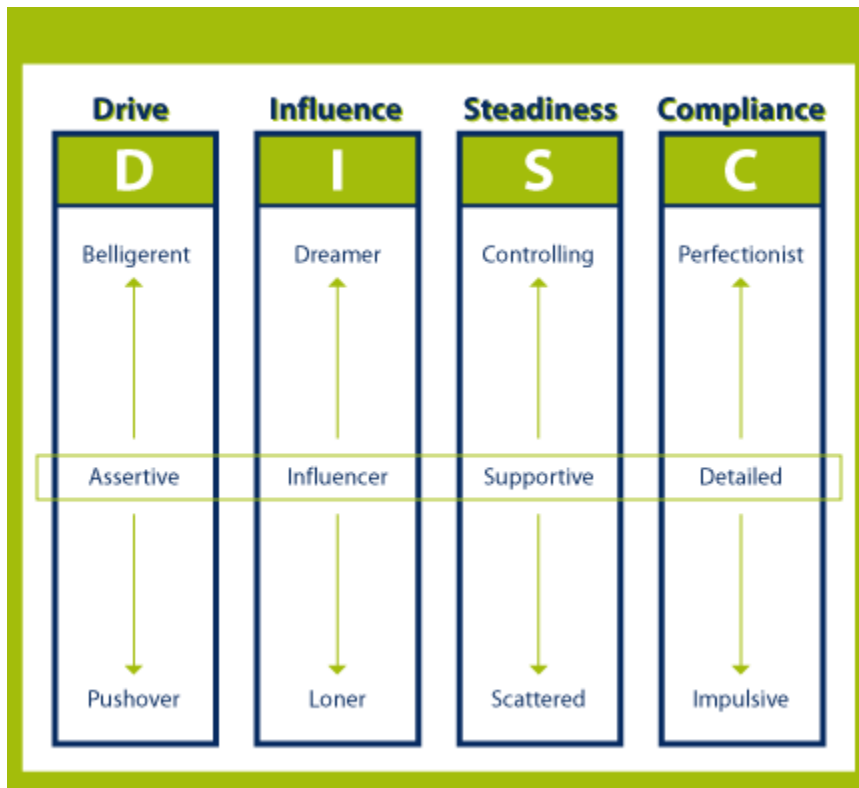 Drive Influence Steadiness Compliance
D I S C
Belligerent Dreamer Controlling Perfectionist
Assertive Influencer Supportive Detailed
Pushover Loner Scattered Impulsive